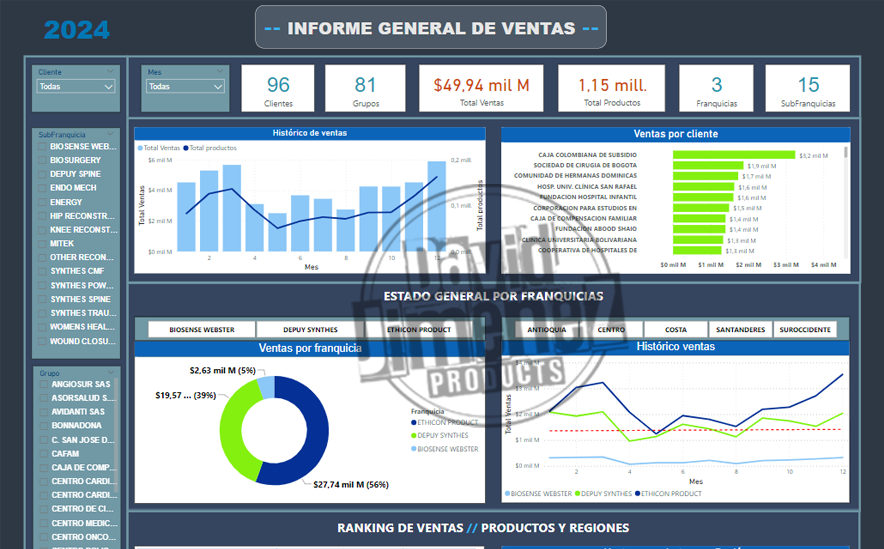 2024
-- INFORME GENERAL DE VENTAS --
Cliente
Todas
Mes
Todas
96
Clientes
81
Grupos
$49,94 mil M
Total Ventas
1,15 mill.
Total Productos
3
Franquicias
15
SubFranquicias
SubFranquicia
BIOSENSE WEB...
BIOSURGERY
DEPUY SPINE
ENDO MECH
ENERGY
HIP RECONSTR...
KNEE RECONST...
MITEK
OTHER RECON...
SYNTHES CMF
SYNTHES POW...
SYNTHES SPINE
SYNTHES TRAU...
WOMENS HEAL...
WOUND CLOSU...
Grupo
ANGIOSUR SAS
ASORSALUD S...
AVIDANTI SAS
BONNADONA
C. SAN JOSE D...
CAFAM
CAJA DE COMP...
CENTRO CARDI...
CENTRO CARDI...
CENTRO DE CI...
CENTRO MEDIC...
CENTRO ONCO...
Histórico de ventas
Total Ventas Total productos
$6 mil M
$4 mil M
$2 mil M
$0 mil M
0,2 mill.
0,1 mill.
0,0 mill.
Total Ventas
Total productos
2 4 6 8 10 12
Mes
Ventas por cliente
CAJA COLOMBIANA DE SUBSIDIO $3,2 mil M
SOCIEDAD DE CIRUGIA DE BOGOTA $1,9 mil M
COMUNIDAD DE HERMANAS DOMINICAS $1,7 mil M
HOSP. UNIV. CLÍNICA SAN RAFAEL $1,6 mil M
FUNDACION HOSPITAL INFANTIL $1,6 mil M
CORPORACION PARA ESTUDIOS EN $1,5 mil M
CAJA DE COMPENSACION FAMILIAR $1,4 mil M
FUNDACION ABOOD SHAIO $1,4 mil M
CLINICA UNIVERSITARIA BOLIVARIANA $1,3 mil M
COOPERATIVA DE HOSPITALES DE $1,3 mil M
$0 mil M $1 mil M $2 mil M $3 mil M $4 mil M
ESTADO GENERAL POR FRANQUICIAS
BIOSENSE WEBSTER DEPUY SYNTHES ETHICON PRODUCT
ANTIOQUIA CENTRO COSTA SANTANDERES SUROCCIDENTE
Ventas por franquicia
$2,63 mil M (5%)
$19,57 ... (39%)
$27,74 mil M (56%)
Franquicia
ETHICON PRODUCT
DEPUY SYNTHES
BIOSENSE WEBSTER
Histórico ventas
$3 mil M
$2 mil M
$1 mil M
$0 mil M
Total Ventas
2 4 6 8 10 12
Mes
BIOSENSE WEBSTER DEPUY SYNTHES ETHICON PRODUCT
David
Jimenez
PRODUCTS
RANKING DE VENTAS // PRODUCTOS Y REGIONES